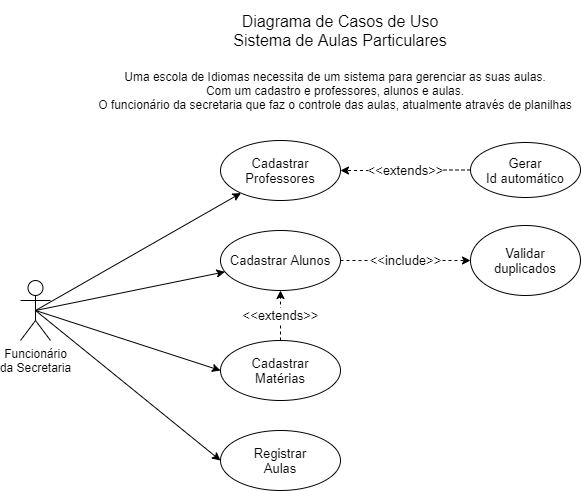 Diagrama de Casos de Uso
Sistema de Aulas Particulares
Uma escola de Idiomas necessita de um sistema para gerenciar as suas aulas.
Com um cadastro e professores, alunos e aulas.
O funcionário da secretaria que faz o controle das aulas, atualmente através de planilhas
Cadastrar
Professores
<<extends>>
Gerar
Id automático
Cadastrar Alunos
<<include>>
Validar
duplicados
<<extends>>
Funcionário
da Secretaria
Cadastrar
Matérias
Registrar
Aulas